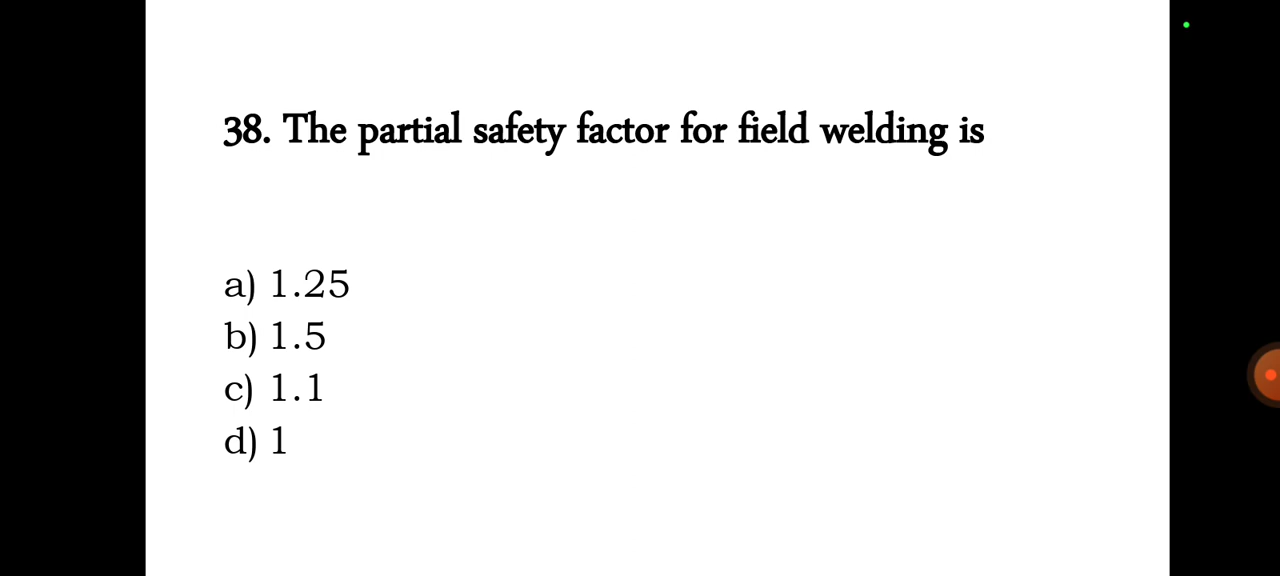 38. The partial safety factor for field welding is
a) 1.25
b) 1.5
c) 1.1
d) 1